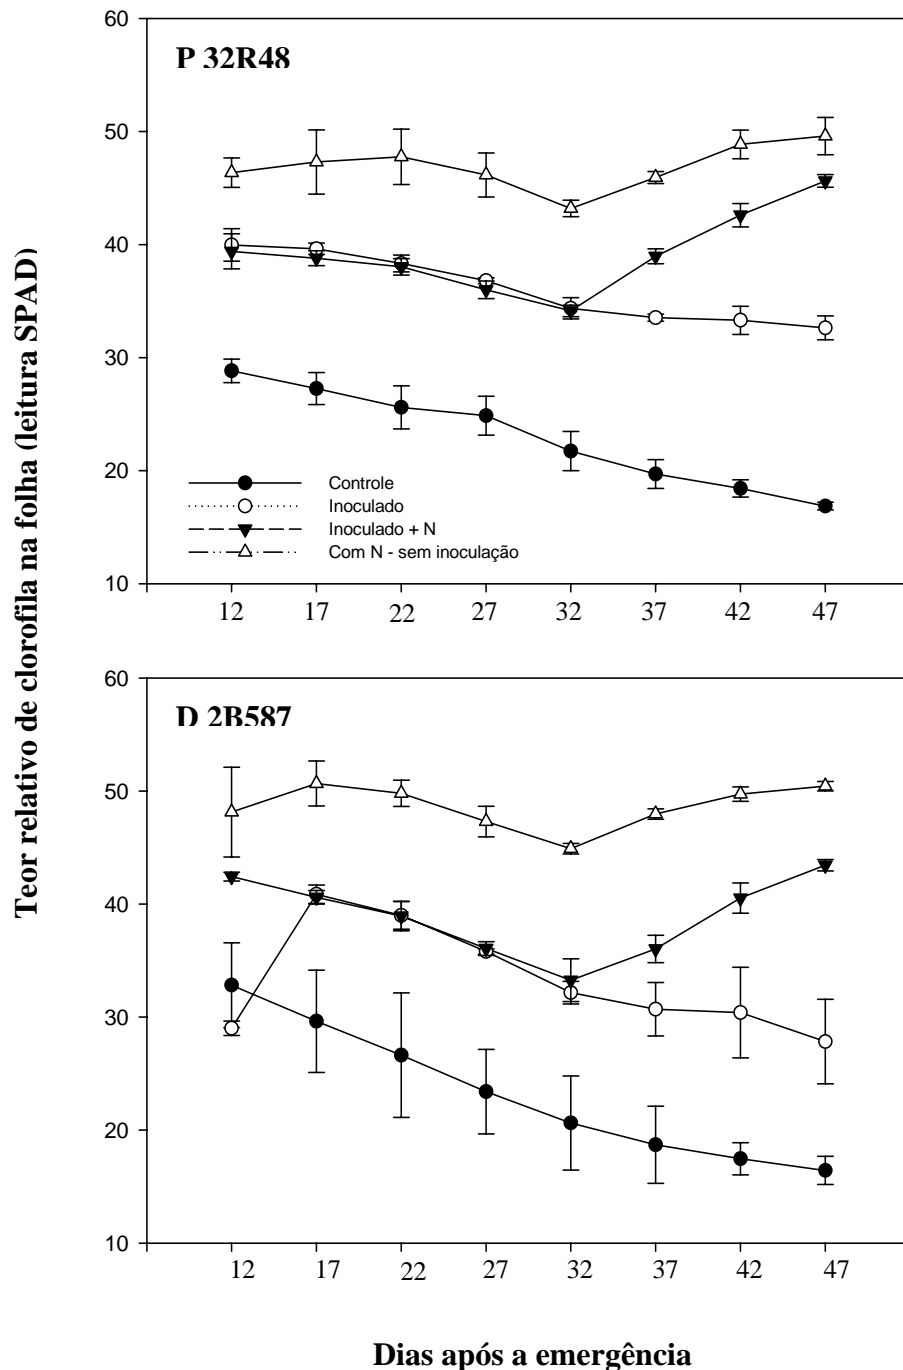 Teor relativo de clorofila na folha (leitura SPAD)
P 32R48
60
50
40
30
20
10
Controle
Inoculado
Inoculado + N
Com N - sem inoculação
12 17 22 27 32 37 42 47
D 2B587
60
50
40
30
20
10
12 17 22 27 32 37 42 47
Dias após a emergência